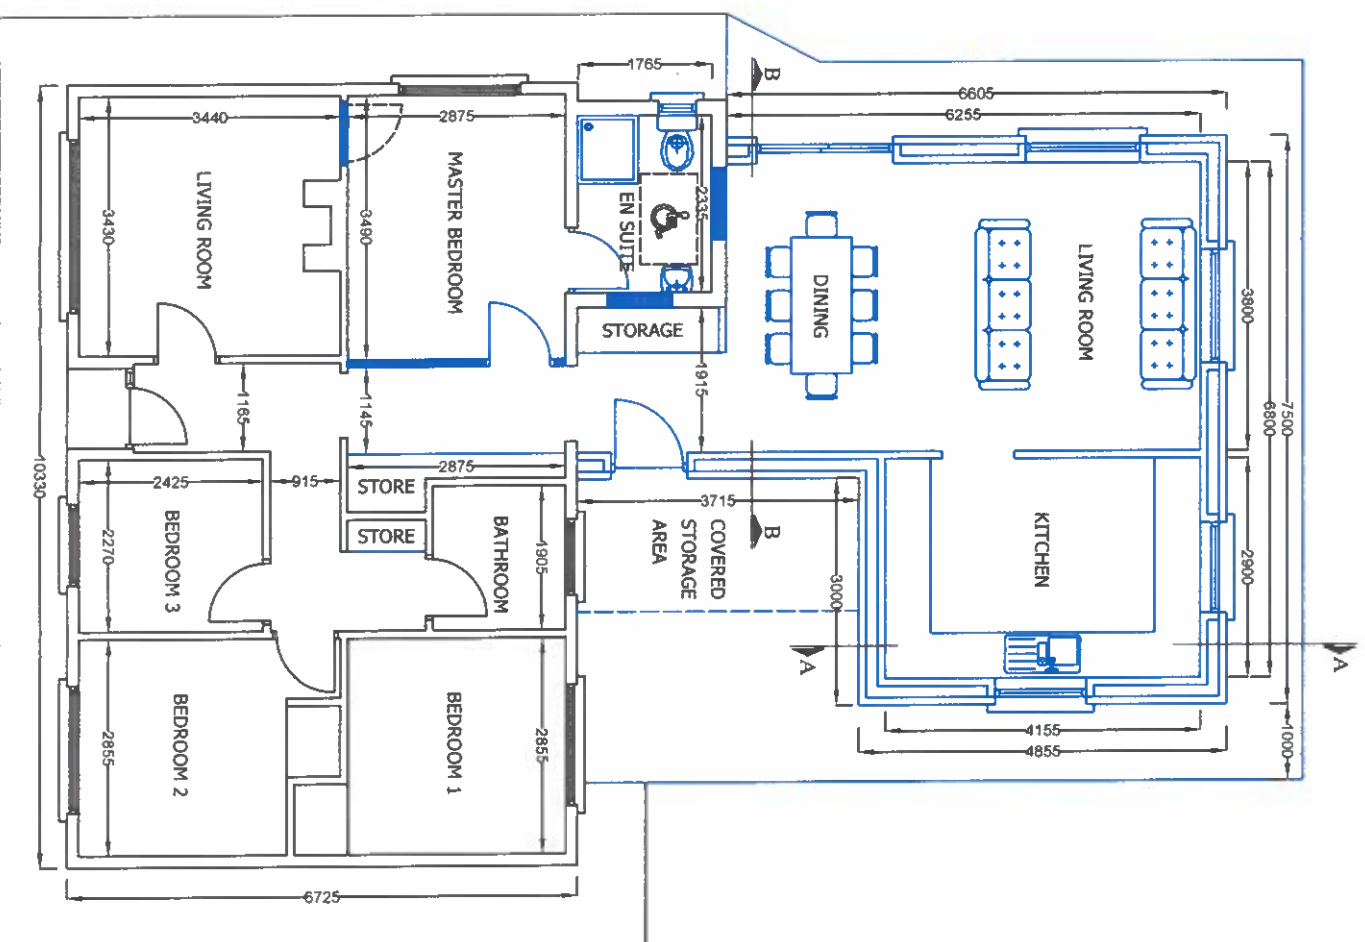 1765
B
6605
6255
3440
2875
LIVING ROOM
3430
MASTER BEDROOM
3490
EN SUITE
2335
STORAGE
1915
DINING
LIVING ROOM
3800
7500
6800
1165
1145
10330
2425
915
2875
STORE
STORE
BEDROOM 3
2270
BATHROOM
1905
3715
COVERED
STORAGE
AREA
B
3000
KITCHEN
2900
A
A
BEDROOM 2
2855
BEDROOM 1
2855
4155
4855
1000
6725